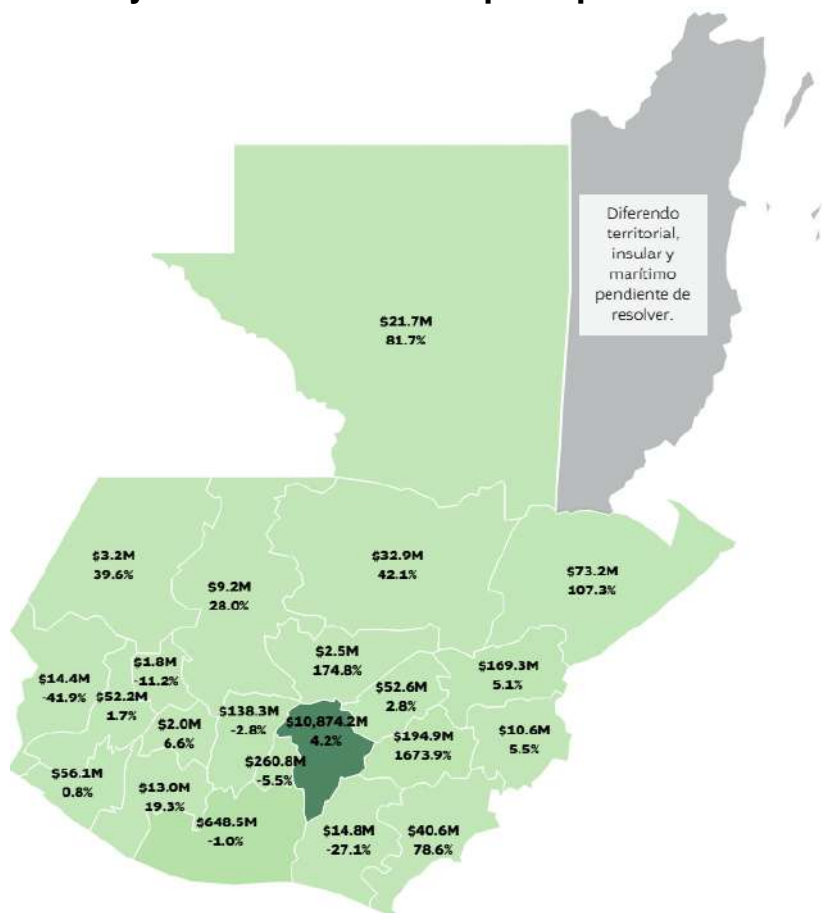 Diferendo
territorial,
insular y
marítimo
pendiente de
resolver.
$21.7M
81.7%
$3.2M
39.6%
$9.2M
28.0%
$32.9M
42.1%
$73.2M
107.3%
$14.4M
-41.9%
$1.8M
-11.2%
$52.2M
1.7%
$2.0M
6.6%
$138.3M
-2.8%
$2.5M
174.8%
$10,874.2M
4.2%
$52.6M
2.8%
$169.3M
5.1%
$194.9M
1673.9%
$10.6M
5.5%
$260.8M
-5.5%
$56.1M
0.8%
$13.0M
19.3%
$648.5M
-1.0%
$14.8M
-27.1%
$40.6M
78.6%